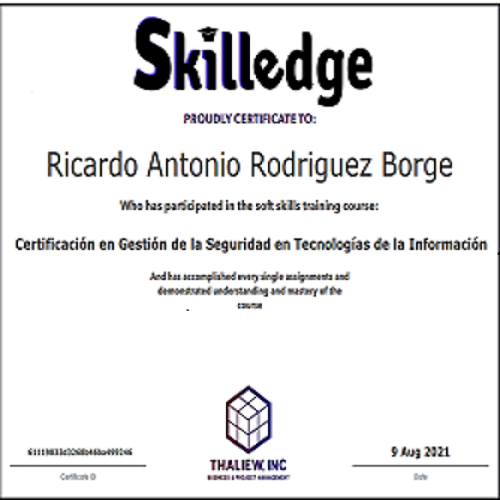 Skilledge
PROUDLY CERTIFICATE TO:
Ricardo Antonio Rodriguez Borge
Who has participated in the soft skills training course:
Certificación en Gestión de la Seguridad en Tecnologías de la Información
And has accomplished every single assignments and
demonstrated understanding and mastery of the
course
THALIEW, INC
BUSINESS & PROJECT MANAGEMENT
9 Aug 2021
Certificate ID
Date